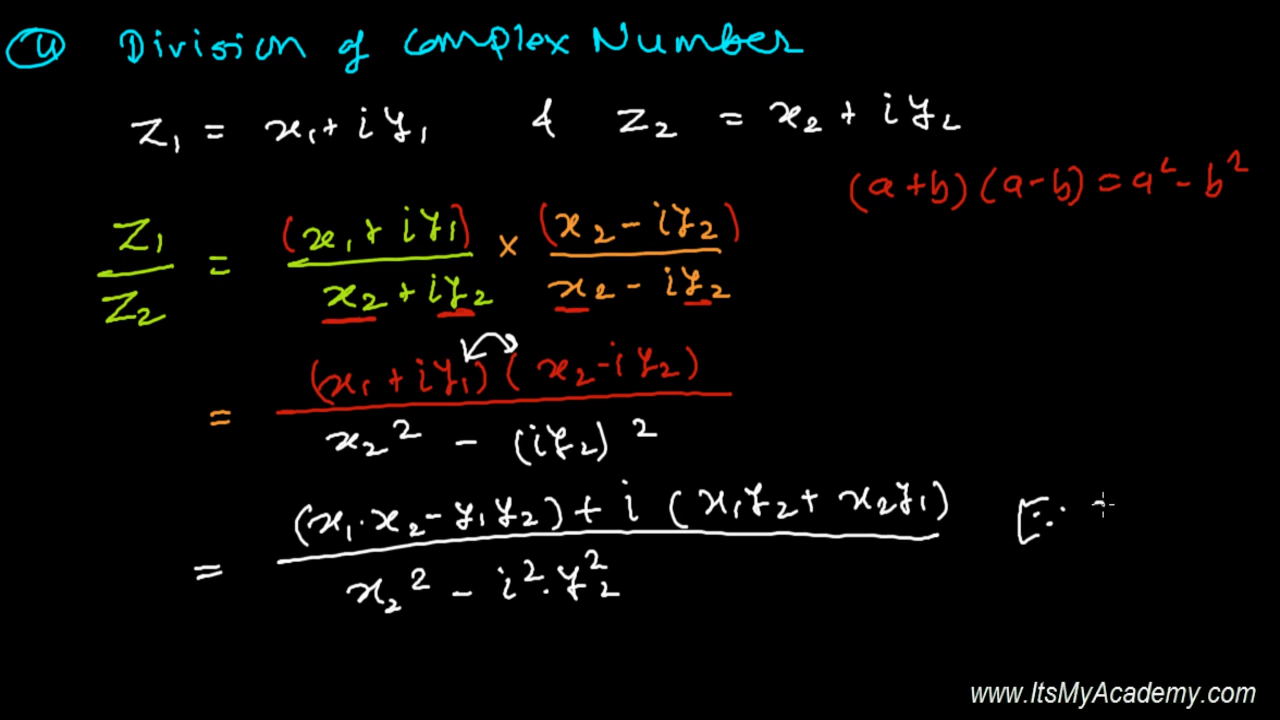 ④ Division of Complex Number
z₁ = x₁ + iy₁ & z₂ = x₂ + iy₂
(a+b)(a-b) = a² - b²
z₁/z₂ = (x₁ + iy₁)/(x₂ + iy₂) × (x₂ - iy₂)/(x₂ - iy₂)
= (x₁ + iy₁)(x₂ - iy₂)/(x₂² - (iy₂)²)
= ((x₁·x₂ - y₁y₂) + i(x₁y₂ + x₂y₁))/(x₂² - i²·y₂²) [∵
www.ItsMyAcademy.com